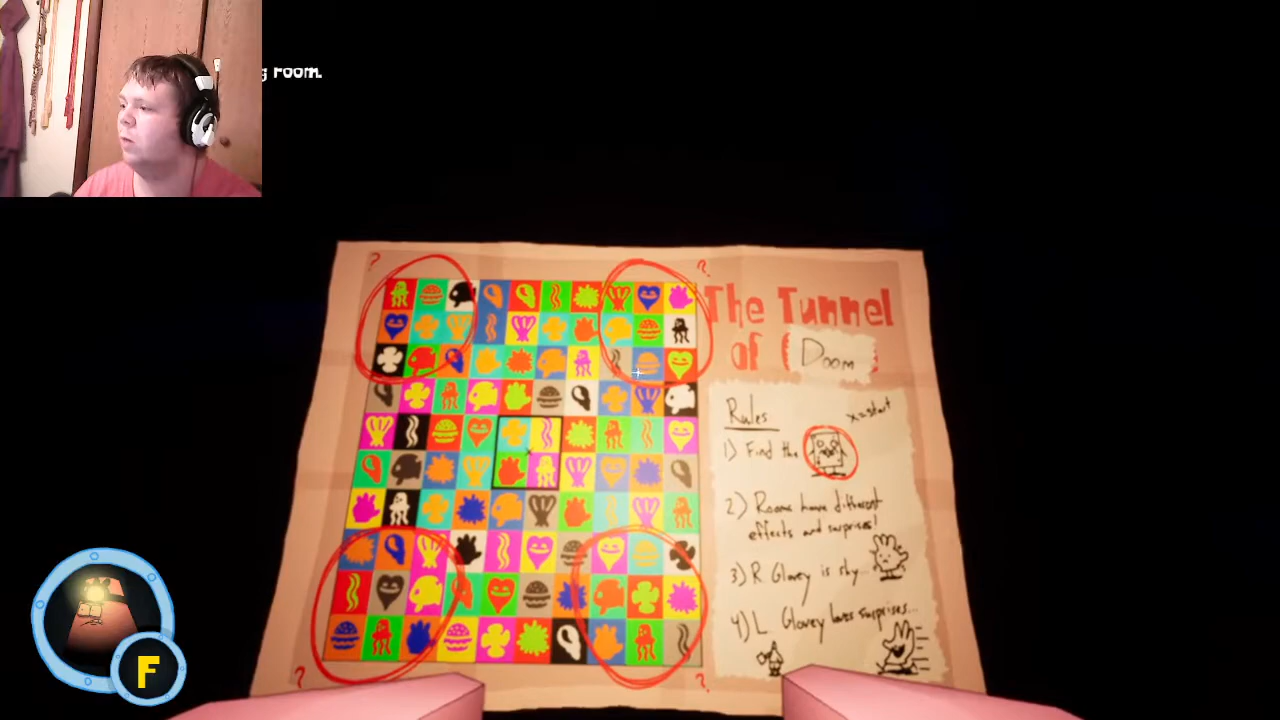 room.
?
?
The Tunnel
of (Doom
Rules
x=start
1) Find the
2) Rooms have different
effects and surprises!
3) R Glovey is shy...
4) L Glovey loves surprises...
?
?
F